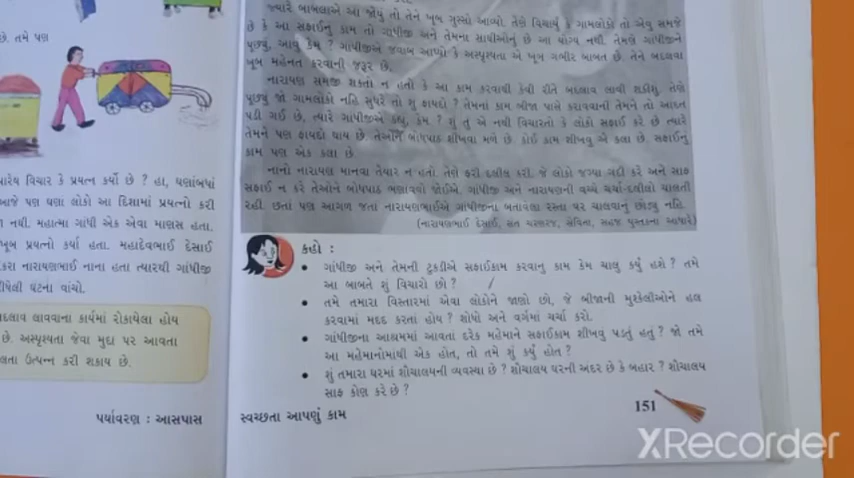 છે. તમે પણ
ારેય વિચાર કે પ્રયત્ન કર્યો છે ? હા, ઘણાંબધાં
આજે પણ ઘણા લોકો આ દિશામાં પ્રયત્નો કરી
નથી. મહાત્મા ગાંધી એક એવા માણસ હતા.
ખૂબ પ્રયત્નો કર્યા હતા. મહાદેવભાઈ દેસાઈ
કરા નારાયણભાઈ નાના હતા ત્યારથી ગાંધીજી
ઘટના વાંચો.
દલાવ લાવવાના કાર્યમાં રોકાયેલા હોય
છે. અસ્પૃશ્યતા જેવા મુદ્દા પર આવતા
લતા ઉત્પન્ન કરી શકાય છે.
પર્યાવરણ : આસપાસ
જ્યારે બાબલાએ આ જોયું તો તેને ખૂબ ગુસ્સો આવ્યો. તેણે વિચાર્યું કે ગામલોકો તો એવું સમજે
છે કે આ સફાઈનું કામ તો ગાંધીજી અને તેમના સાથીઓનું છે આ યોગ્ય નથી. તેમણે ગાંધીજીને
પૂછ્યું, આવું કેમ ? ગાંધીજીએ જવાબ આપ્યો કે અસ્પૃશ્યતા એ ખૂબ ગંભીર બાબત છે. તેને બદલવા
ખૂબ મહેનત કરવાની જરૂર છે.
નારાયણ સમજી શક્તો ન હતો કે આ કામ કરવાથી કેવી રીતે બદલાવ લાવી શકીશું. તેણે
પૂછ્યું જો ગામલોકો નહિ સુધરે તો શું ફાયદો ? તેમનાં કામ બીજા પાસે કરાવવાની તેમને તો આદત
પડી ગઈ છે, ત્યારે ગાંધીજીએ કહ્યું, કેમ ? શું તું એ નથી વિચારતો કે લોકો સફાઈ કરે છે ત્યારે
તેમને પણ ફાયદો થાય છે. તેઓને બોધપાઠ શીખવા મળે છે. કોઈ કામ શીખવું એ કલા છે. સફાઈનું
કામ પણ એક કલા છે.
નાનો નારાયણ માનવા તૈયાર ન હતો. તેણે ફરી દલીલ કરી. જે લોકો જગ્યા ગંદી કરે અને સાફ
સફાઈ ન કરે તેઓને બોધપાઠ ભણાવવો જોઈએ. ગાંધીજી અને નારાયણની વચ્ચે ચર્ચા-દલીલો ચાલતી
રહી. છતાં પણ આગળ જતા નારાયણભાઈએ ગાંધીજીના બતાવેલા રસ્તા પર ચાલવાનું છોડ્યું નહિ.
(નારાયણભાઈ દેસાઈ, સંત ચરણરજ, સેવિતા, સહજ પુસ્તકના આધારે)
કહો :
• ગાંધીજી અને તેમની ટુકડીએ સફાઈકામ કરવાનું કામ કેમ ચાલુ કર્યું હશે ? તમે
આ બાબતે શું વિચારો છો ?
• તમે તમારા વિસ્તારમાં એવા લોકોને જાણો છો, જે બીજાની મુશ્કેલીઓને હલ
કરવામાં મદદ કરતાં હોય ? શોધો અને વર્ગમાં ચર્ચા કરો.
• ગાંધીજીના આશ્રમમાં આવતાં દરેક મહેમાને સફાઈકામ શીખવું પડતું હતું ? જો તમે
આ મહેમાનોમાંથી એક હોત, તો તમે શું કર્યું હોત ?
• શું તમારા ઘરમાં શૌચાલયની વ્યવસ્થા છે ? શૌચાલય ઘરની અંદર છે કે બહાર ? શૌચાલય
સાફ કોણ કરે છે ?
સ્વચ્છતા આપણું કામ
151
XRecorder